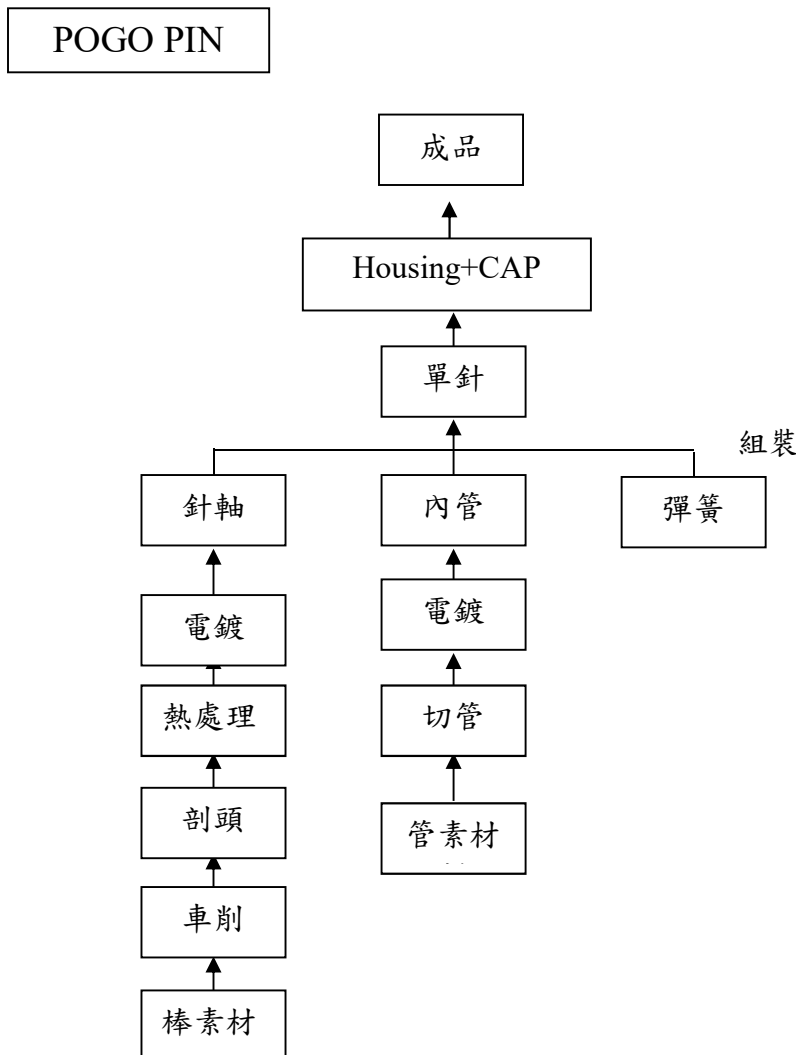 POGO PIN
成品
Housing+CAP
單針
組裝
針軸
內管
彈簧
電鍍
電鍍
熱處理
切管
剖頭
管素材
車削
棒素材